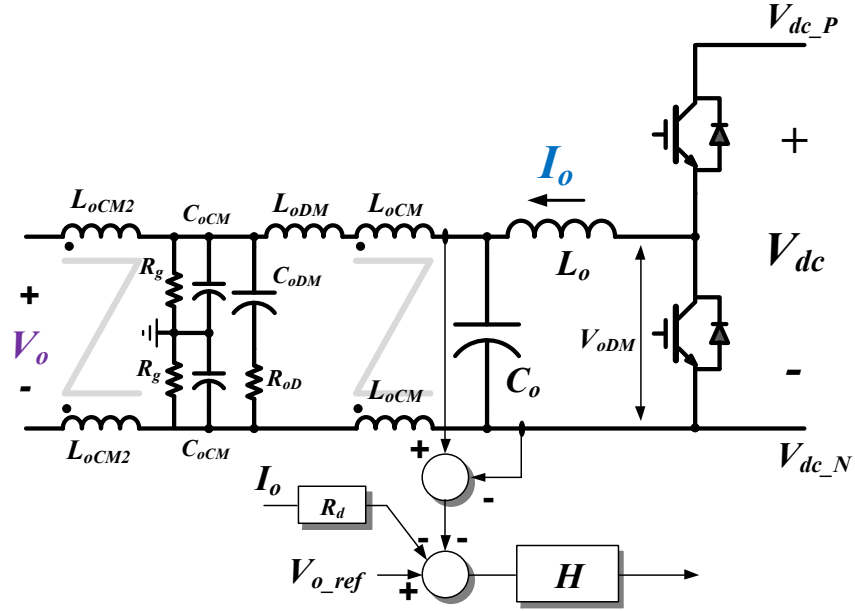 V_dc_P
+
I_o
L_oCM2
C_oCM
L_oDM
L_oCM
R_g
C_oDM
L_o
V_dc
+
V_o
V_oDM
-
R_g
R_oD
C_o
-
L_oCM
L_oCM2
C_oCM
V_dc_N
+
-
I_o
R_d
-
-
V_o_ref
+
H